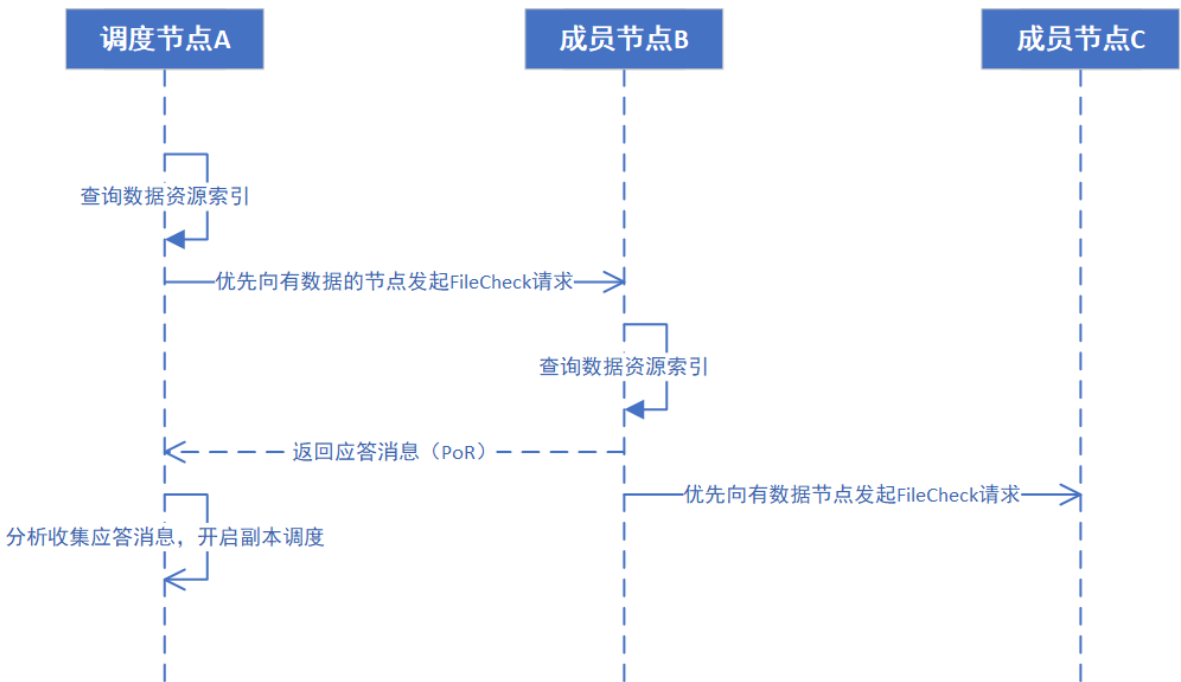 调度节点A
成员节点B
成员节点C
查询数据资源索引
优先向有数据的节点发起FileCheck请求
查询数据资源索引
返回应答消息（PoR）
优先向有数据节点发起FileCheck请求
分析收集应答消息，开启副本调度